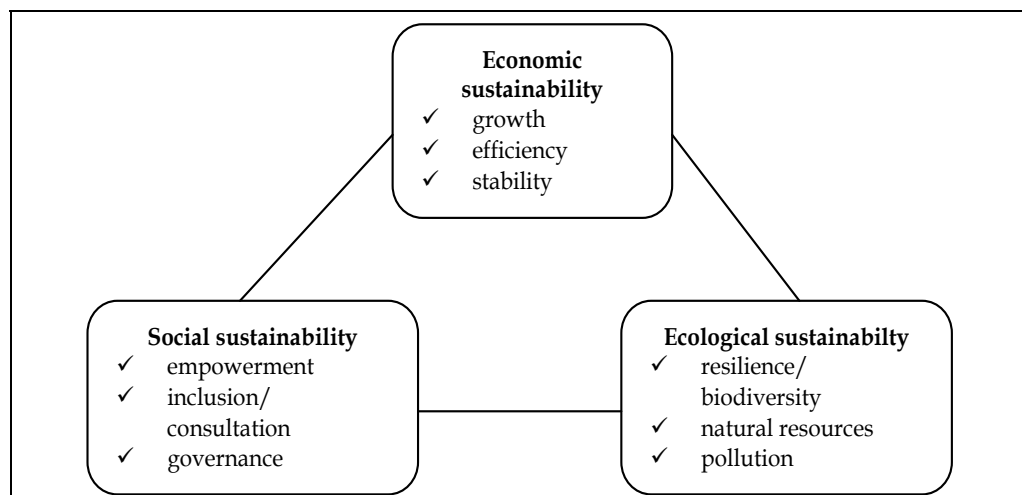 Economic
sustainability
✓ growth
✓ efficiency
✓ stability
Social sustainability
✓ empowerment
✓ inclusion/
consultation
✓ governance
Ecological sustainabilty
✓ resilience/
biodiversity
✓ natural resources
✓ pollution